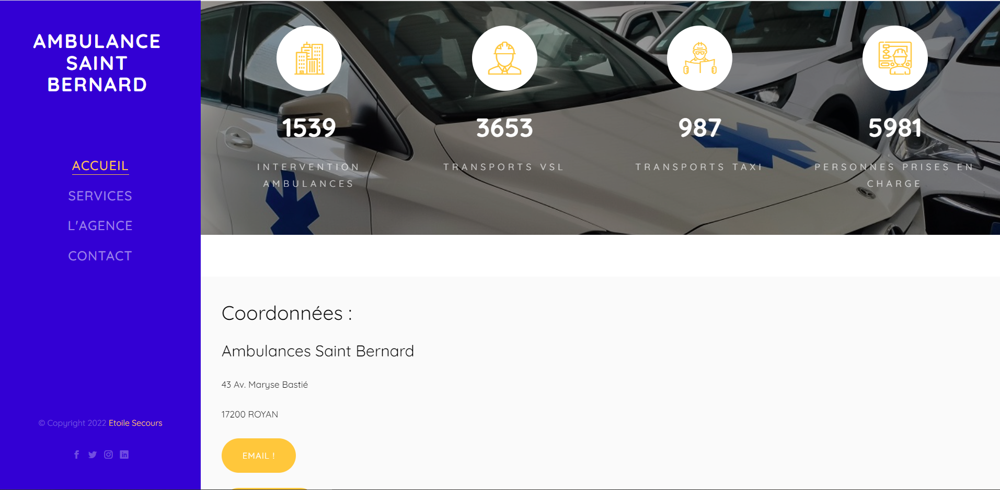 AMBULANCE
SAINT
BERNARD
ACCUEIL
SERVICES
L'AGENCE
CONTACT
© Copyright 2022 Etoile Secours
1539
INTERVENTION
AMBULANCES
3653
TRANSPORTS VSL
987
TRANSPORTS TAXI
5981
PERSONNES PRISES EN
CHARGE
Coordonnées :
Ambulances Saint Bernard
43 Av. Maryse Bastié
17200 ROYAN
EMAIL !